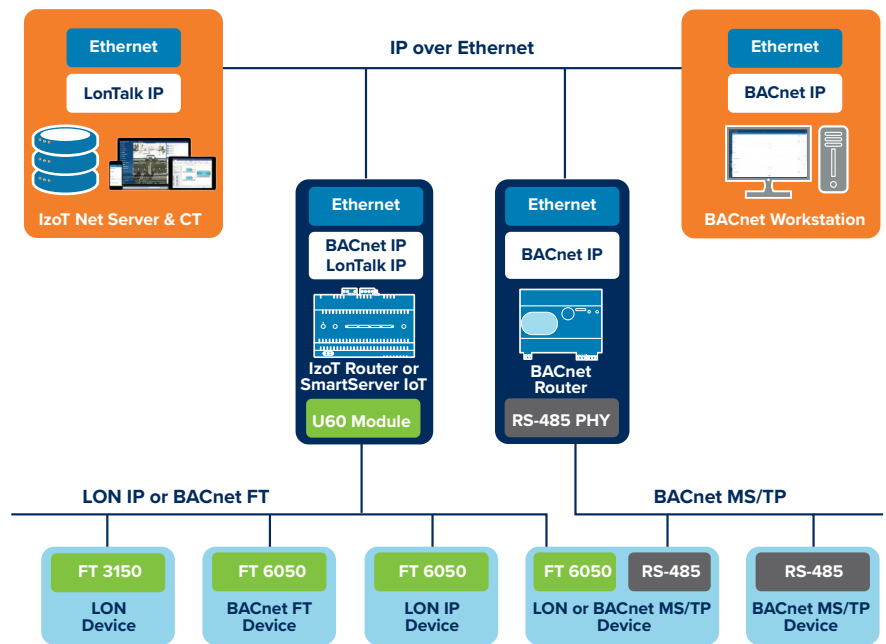 Ethernet
LonTalk IP
IzoT Net Server & CT
IP over Ethernet
Ethernet
BACnet IP
BACnet Workstation
Ethernet
BACnet IP
LonTalk IP
IzoT Router or
SmartServer IoT
U60 Module
Ethernet
BACnet IP
BACnet
Router
RS-485 PHY
LON IP or BACnet FT
BACnet MS/TP
FT 3150
LON
Device
FT 6050
BACnet FT
Device
FT 6050
LON IP
Device
FT 6050
RS-485
LON or BACnet MS/TP
Device
RS-485
BACnet MS/TP
Device